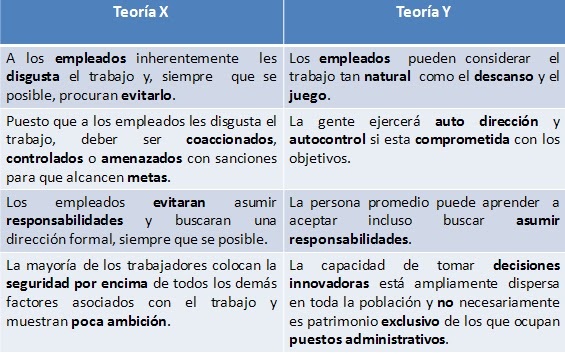 Teoría X
Teoría Y
A los empleados inherentemente les
disgusta el trabajo y, siempre que se
posible, procuran evitarlo.
Los empleados pueden considerar el
trabajo tan natural como el descanso y el
juego.
Puesto que a los empleados les disgusta el
trabajo, deber ser coaccionados,
controlados o amenazados con sanciones
para que alcancen metas.
La gente ejercerá auto dirección y
autocontrol si esta comprometida con los
objetivos.
Los empleados evitaran asumir
responsabilidades y buscaran una
dirección formal, siempre que se posible.
La persona promedio puede aprender a
aceptar incluso buscar asumir
responsabilidades.
La mayoría de los trabajadores colocan la
seguridad por encima de todos los demás
factores asociados con el trabajo y
muestran poca ambición.
La capacidad de tomar decisiones
innovadoras está ampliamente dispersa
en toda la población y no necesariamente
es patrimonio exclusivo de los que ocupan
puestos administrativos.